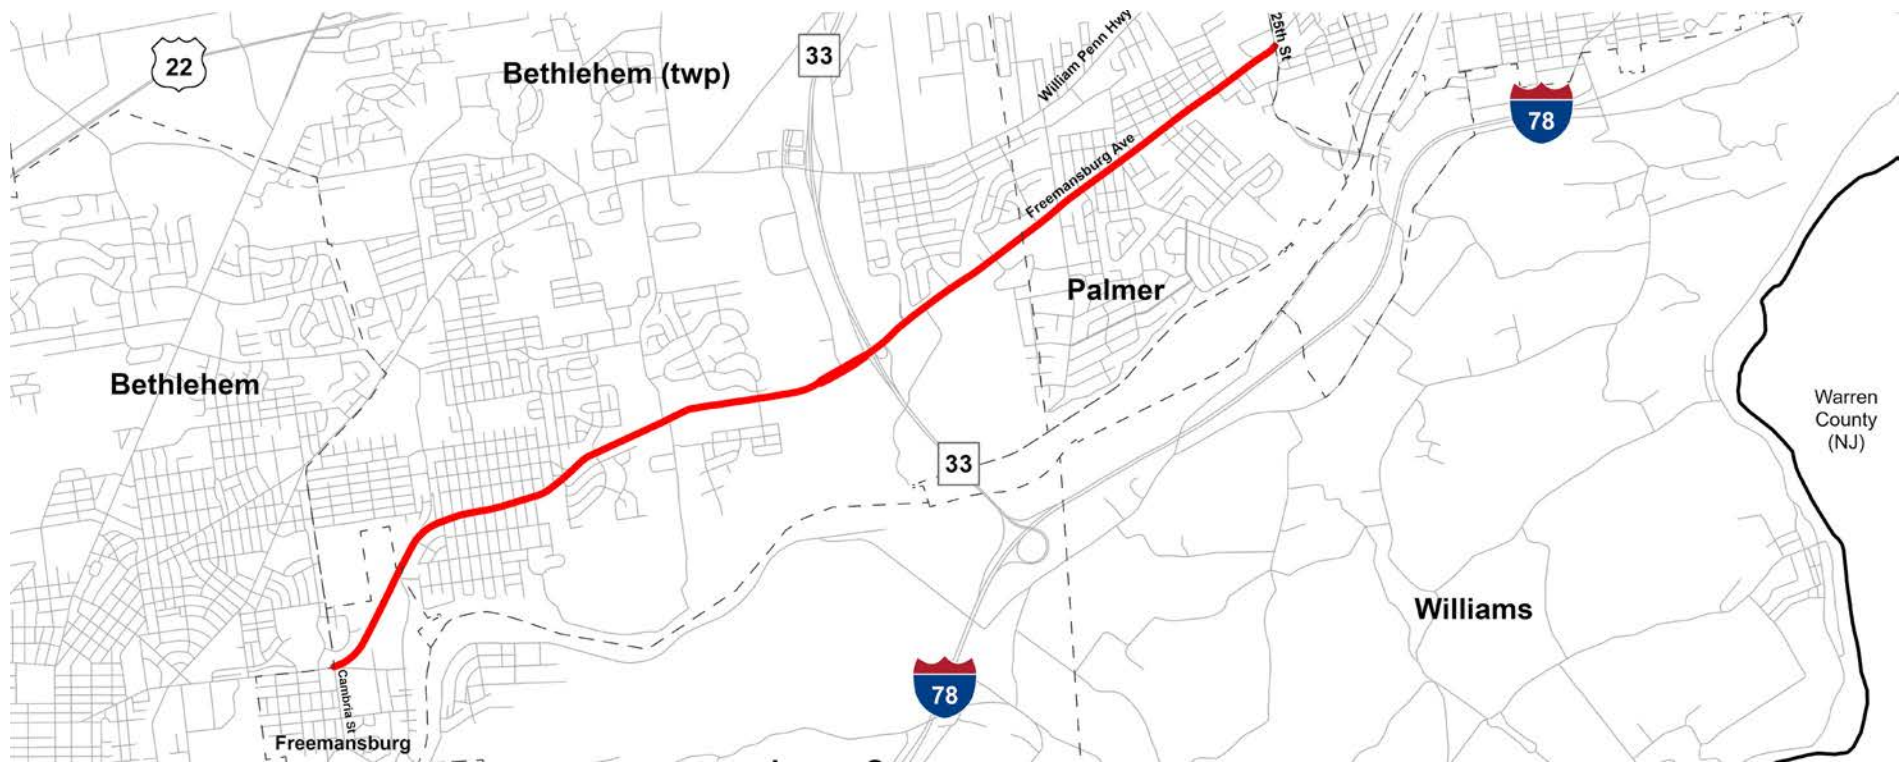 25th St
William Penn Hwy
33
22
Bethlehem (twp)
78
Freemansburg Ave
Palmer
Bethlehem
Warren
County
(NJ)
33
Williams
78
Cambria St
Freemansburg